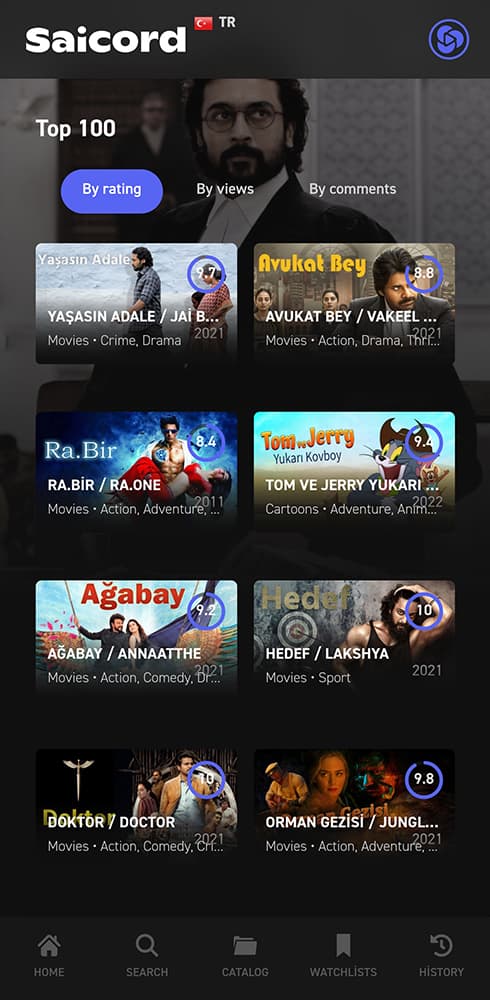 Saicord
TR
Top 100
By rating
By views
By comments
Yaşasın Adale
9.7
YAŞASIN ADALE / JAİ B...
2021
Movies • Crime, Drama
Avukat Bey
8.8
AVUKAT BEY / VAKEEL ...
2021
Movies • Action, Drama, Thri...
Ra.Bir
8.4
RA.BİR / RA.ONE
2011
Movies • Action, Adventure, ...
Tom ve Jerry
Yukarı Kovboy
9.4
TOM VE JERRY YUKARI ...
2022
Cartoons • Adventure, Anim...
Ağabay
9.2
AĞABAY / ANNAATTHE
2021
Movies • Action, Comedy, Dr...
Hedef
10
HEDEF / LAKSHYA
2021
Movies • Sport
Doktor
10
DOKTOR / DOCTOR
2021
Movies • Action, Comedy, Cri...
Gezisi
9.8
ORMAN GEZİSİ / JUNGL...
2021
Movies • Action, Adventure, ...
HOME
SEARCH
CATALOG
WATCHLİSTS
HİSTORY